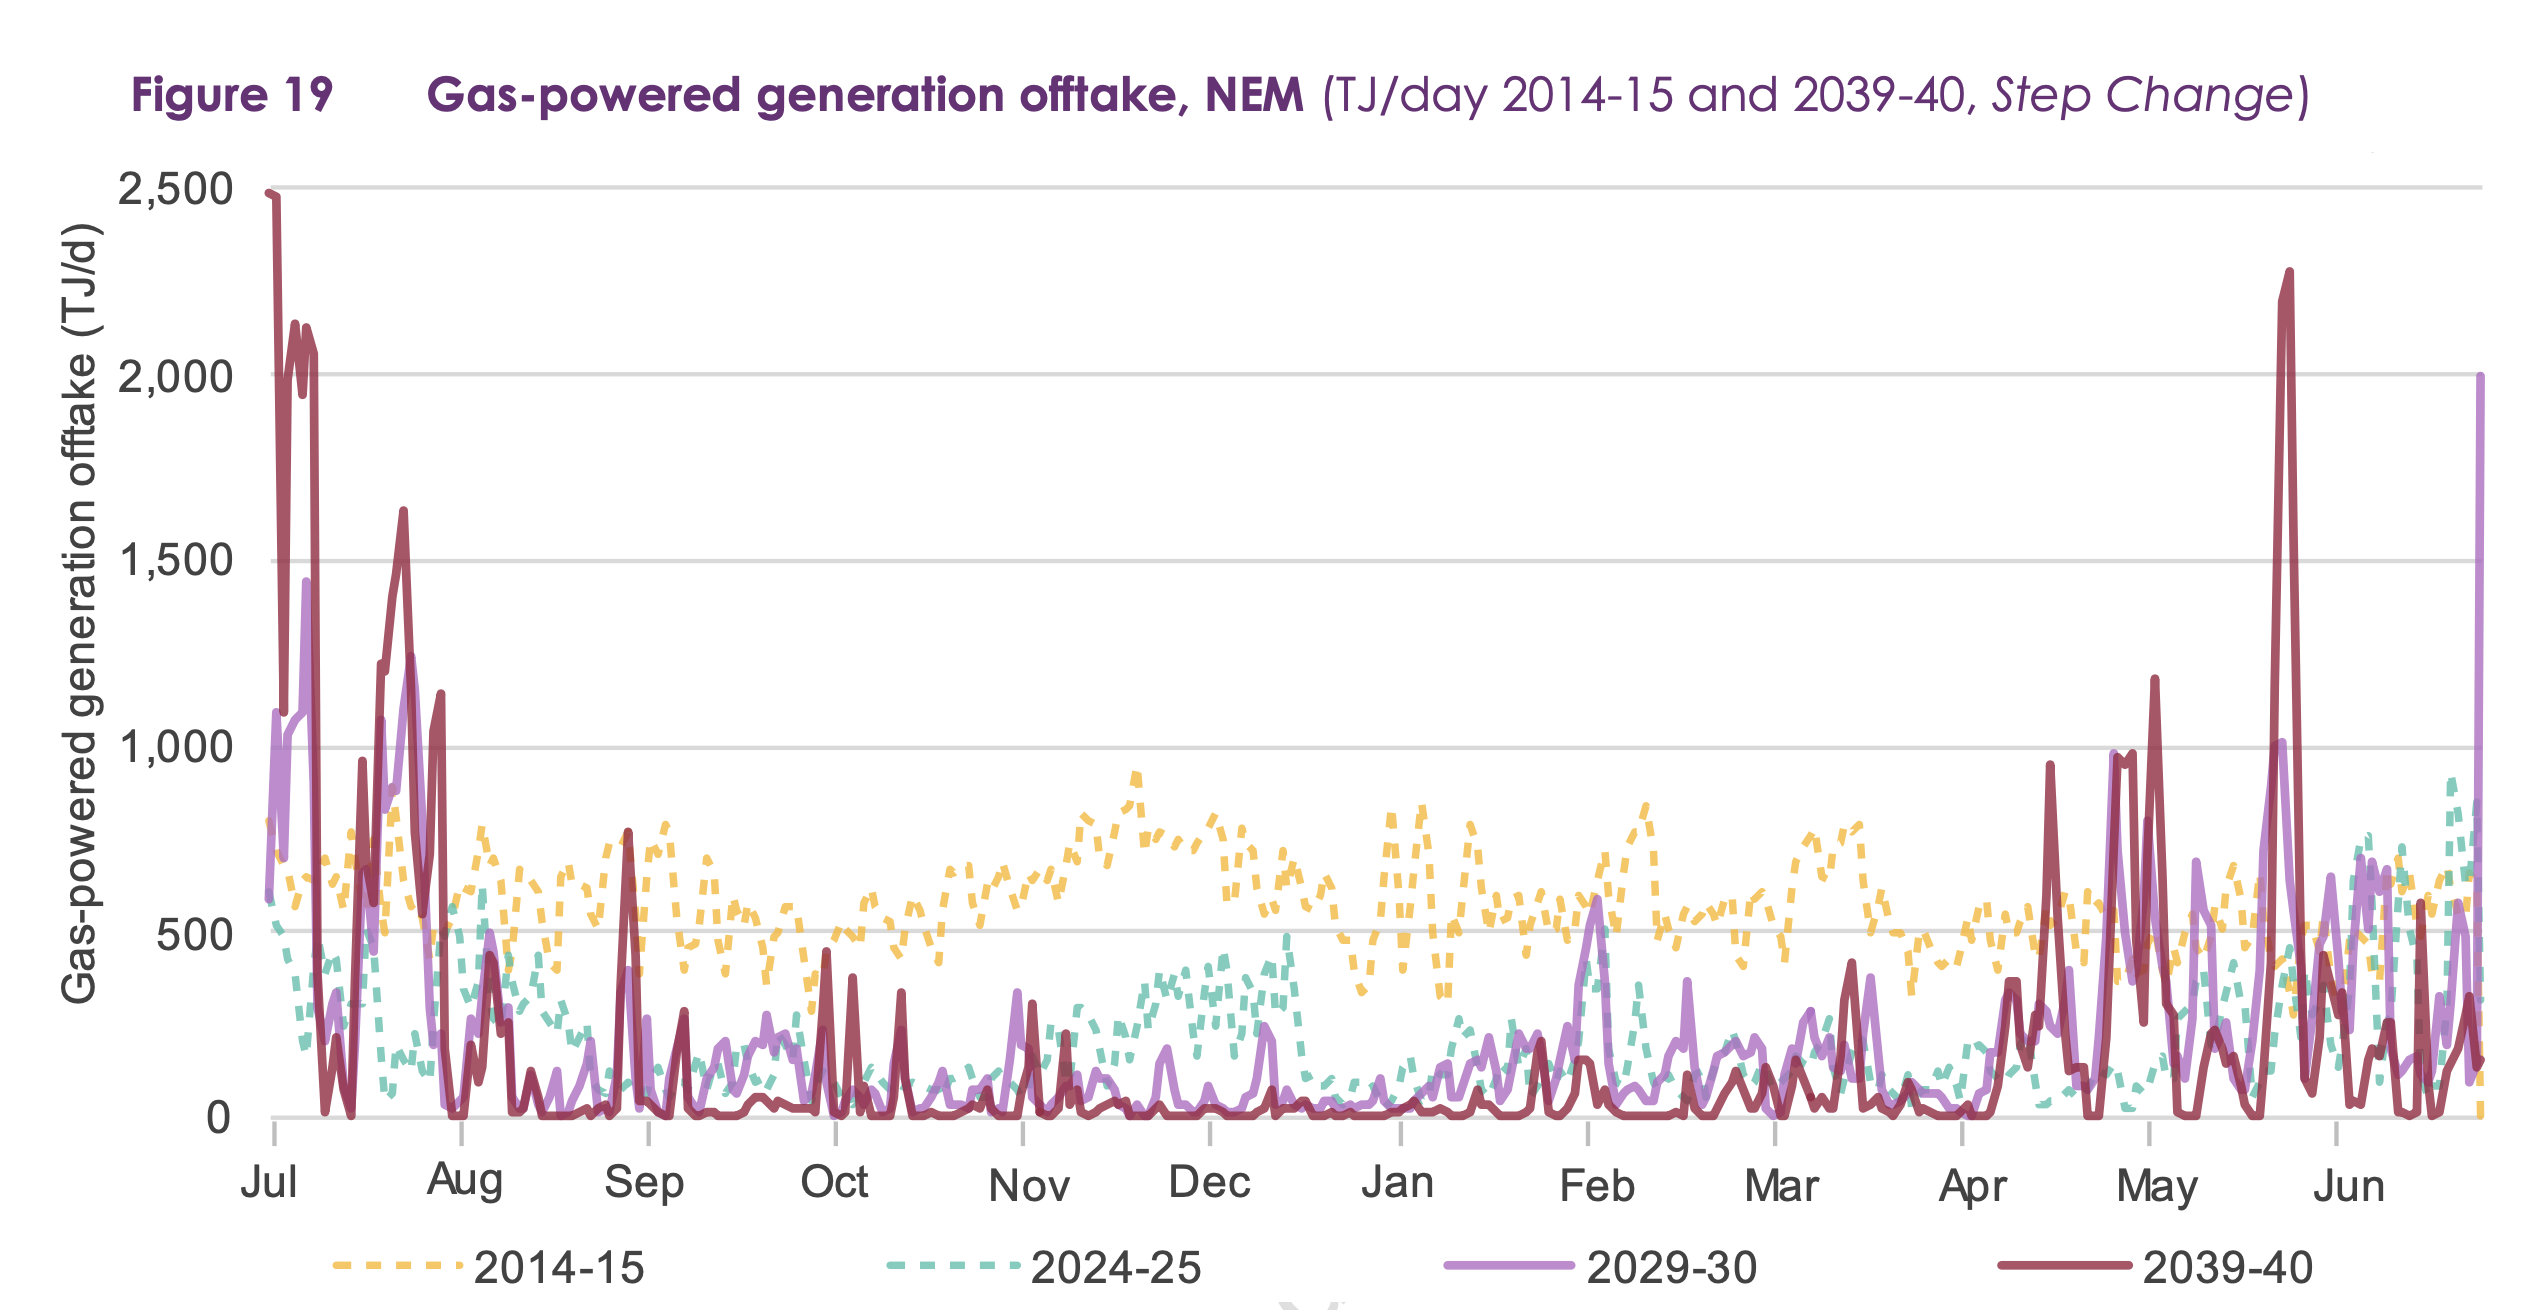 Figure 19 Gas-powered generation offtake, NEM (TJ/day 2014-15 and 2039-40, Step Change)
Gas-powered generation offtake (TJ/d)
2,500
2,000
1,500
1,000
500
0
Jul Aug Sep Oct Nov Dec Jan Feb Mar Apr May Jun
2014-15 2024-25 2029-30 2039-40